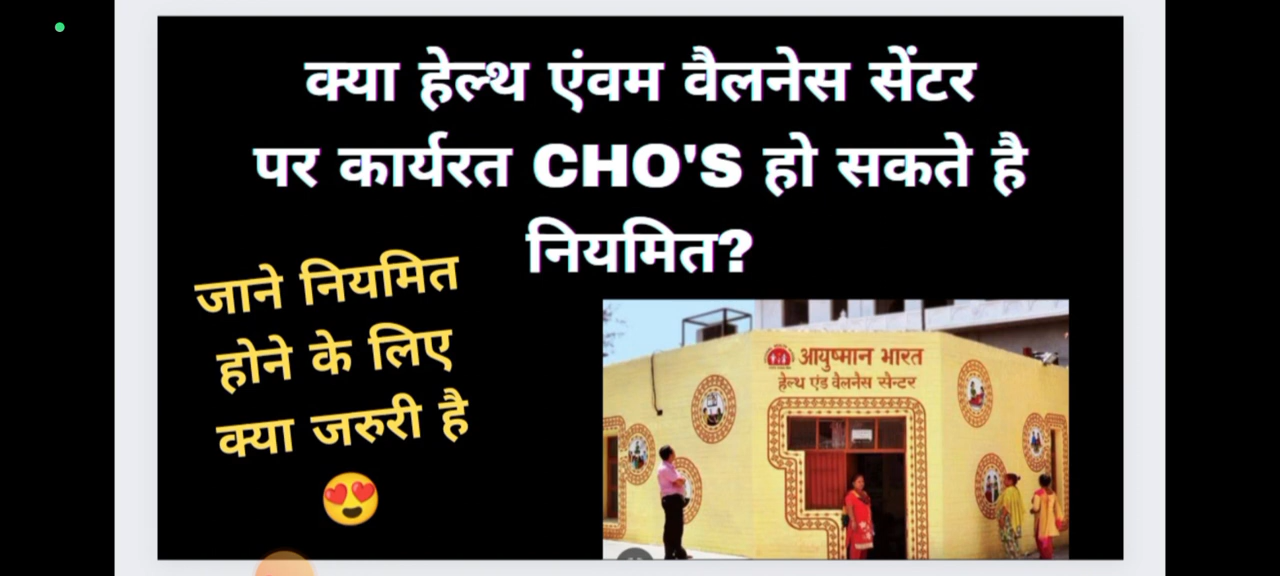 क्या हेल्थ एंवम वैलनेस सेंटर
पर कार्यरत CHO'S हो सकते है
नियमित?
जाने नियमित
होने के लिए
क्या जरुरी है
आयुष्मान भारत
हेल्थ एंड वेलनेस सेन्टर